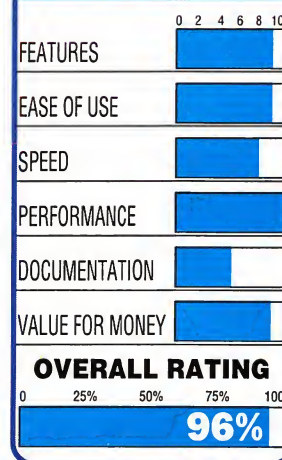 0 2 4 6 8 10
FEATURES
EASE OF USE
SPEED
PERFORMANCE
DOCUMENTATION
VALUE FOR MONEY
OVERALL RATING
0 25% 50% 75% 100
96%